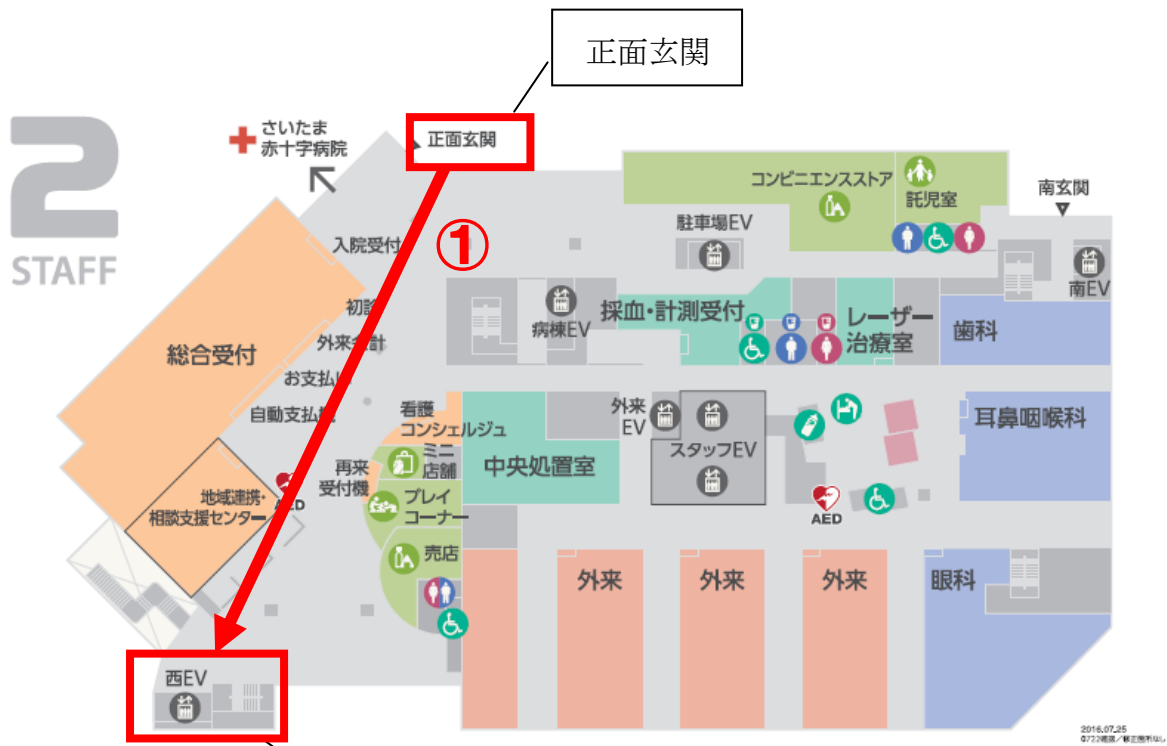 正面玄関
2
STAFF
さいたま
赤十字病院
正面玄関
①
入院受付
初診
外来会計
お支払い
自動支払機
総合受付
地域連携・
相談支援センター
AED
再来
受付機
看護
コンシェルジュ
ミニ
店舗
プレイ
コーナー
売店
西EV
コンビニエンスストア
託児室
南玄関
駐車場EV
南EV
病棟EV
採血・計測受付
レーザー
治療室
歯科
外来
EV
スタッフEV
中央処置室
耳鼻咽喉科
AED
外来
外来
外来
眼科
2016.07.25